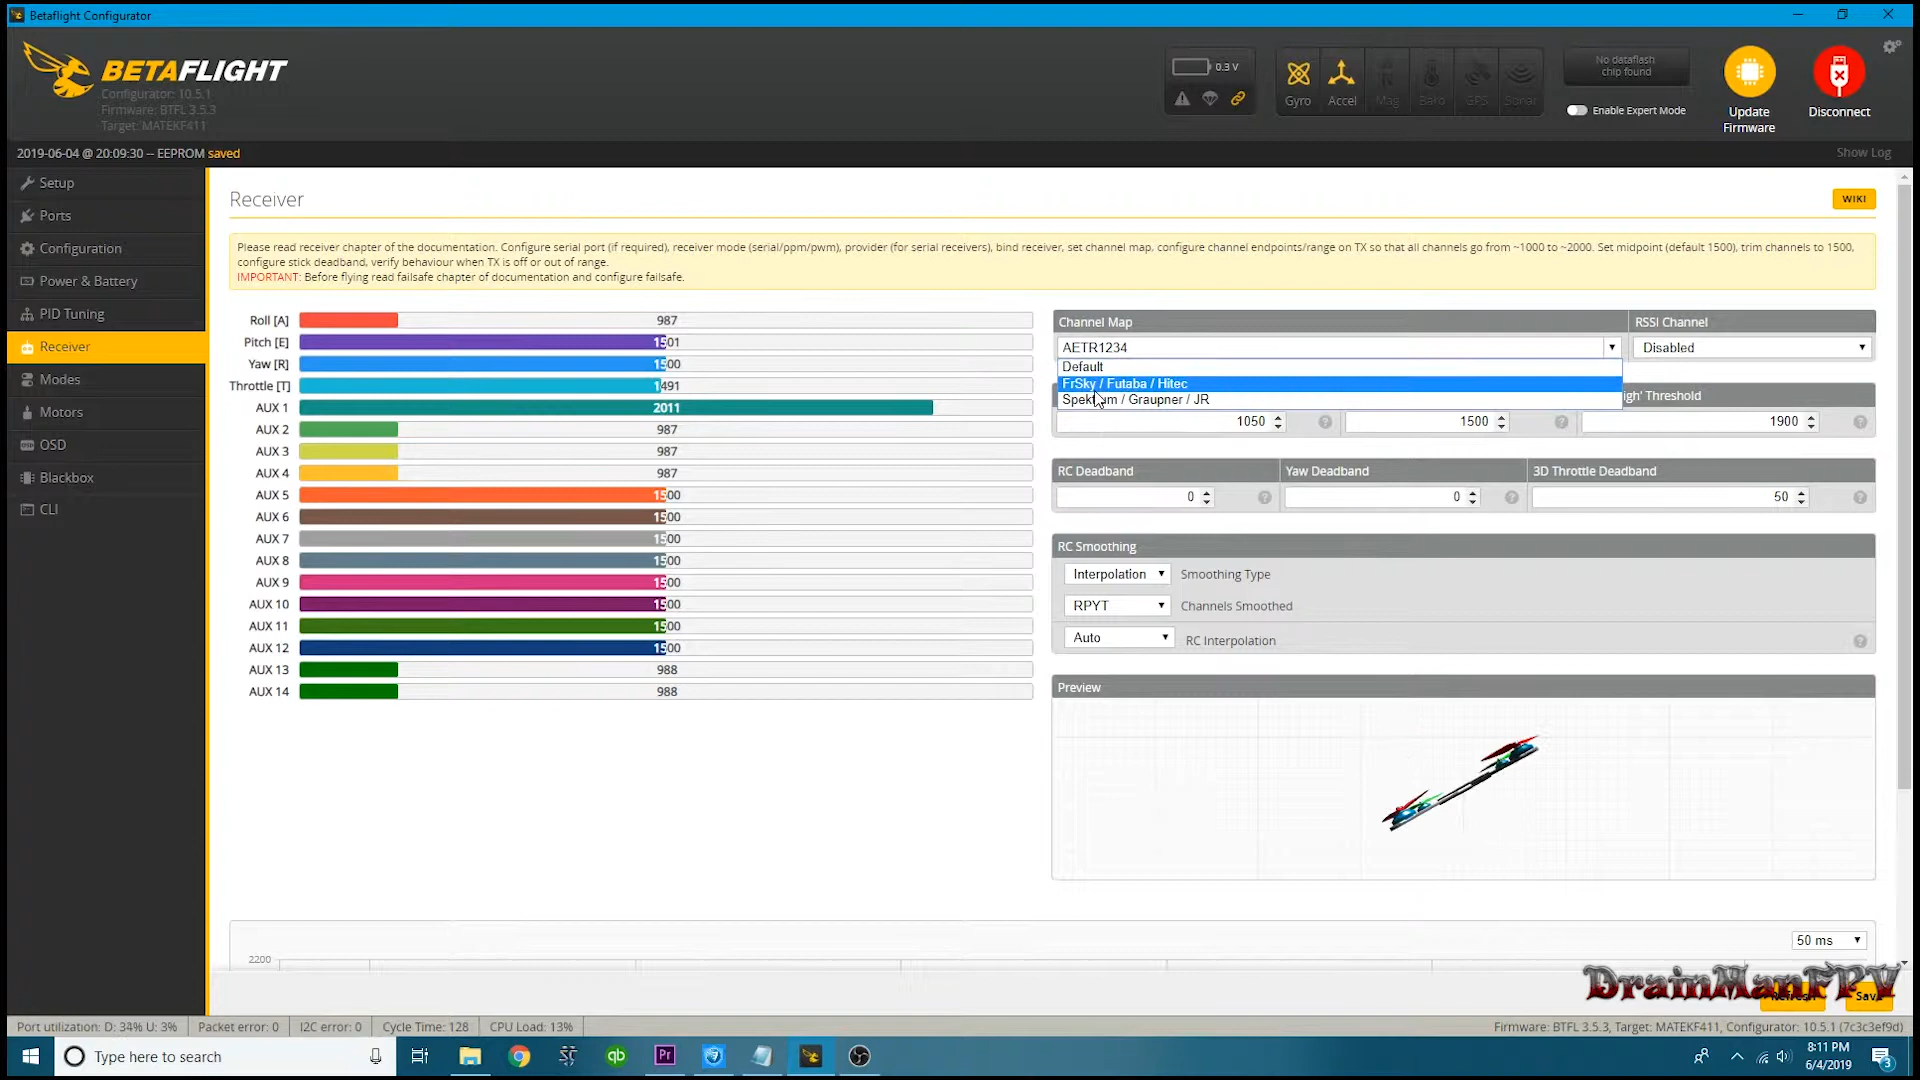 Betaflight Configurator
BETAFLIGHT
Configurator: 10.5.1
Firmware: BTFL 3.5.3
Target: MATEKF411
0.3 V
Gyro
Accel
Mag
Baro
GPS
Sonar
No dataflash
chip found
Enable Expert Mode
Update
Firmware
Disconnect
2019-06-04 @ 20:09:30 -- EEPROM saved
Show Log
Setup
Ports
Configuration
Power & Battery
PID Tuning
Receiver
Modes
Motors
OSD
Blackbox
CLI
Receiver
WIKI
Please read receiver chapter of the documentation. Configure serial port (if required), receiver mode (serial/ppm/pwm), provider (for serial receivers), bind receiver, set channel map, configure channel endpoints/range on TX so that all channels go from ~1000 to ~2000. Set midpoint (default 1500), trim channels to 1500,
configure stick deadband, verify behaviour when TX is off or out of range.
IMPORTANT: Before flying read failsafe chapter of documentation and configure failsafe.
Roll [A] 987
Pitch [E] 1501
Yaw [R] 1500
Throttle [T] 1491
AUX 1 2011
AUX 2 987
AUX 3 987
AUX 4 987
AUX 5 1500
AUX 6 1500
AUX 7 1500
AUX 8 1500
AUX 9 1500
AUX 10 1500
AUX 11 1500
AUX 12 1500
AUX 13 988
AUX 14 988
Channel Map
RSSI Channel
AETR1234
Disabled
Default
FrSky / Futaba / Hitec
Spektrum / Graupner / JR
igh' Threshold
1050
1500
1900
RC Deadband
Yaw Deadband
3D Throttle Deadband
0
0
50
RC Smoothing
Interpolation Smoothing Type
RPYT Channels Smoothed
Auto RC Interpolation
Preview
50 ms
2200
DrainManFPV
Refresh
Save
Port utilization: D: 34% U: 3%
Packet error: 0
I2C error: 0
Cycle Time: 128
CPU Load: 13%
Firmware: BTFL 3.5.3, Target: MATEKF411, Configurator: 10.5.1 (7c3c3ef9d)
Type here to search
qb
Pr
8:11 PM
6/4/2019
3